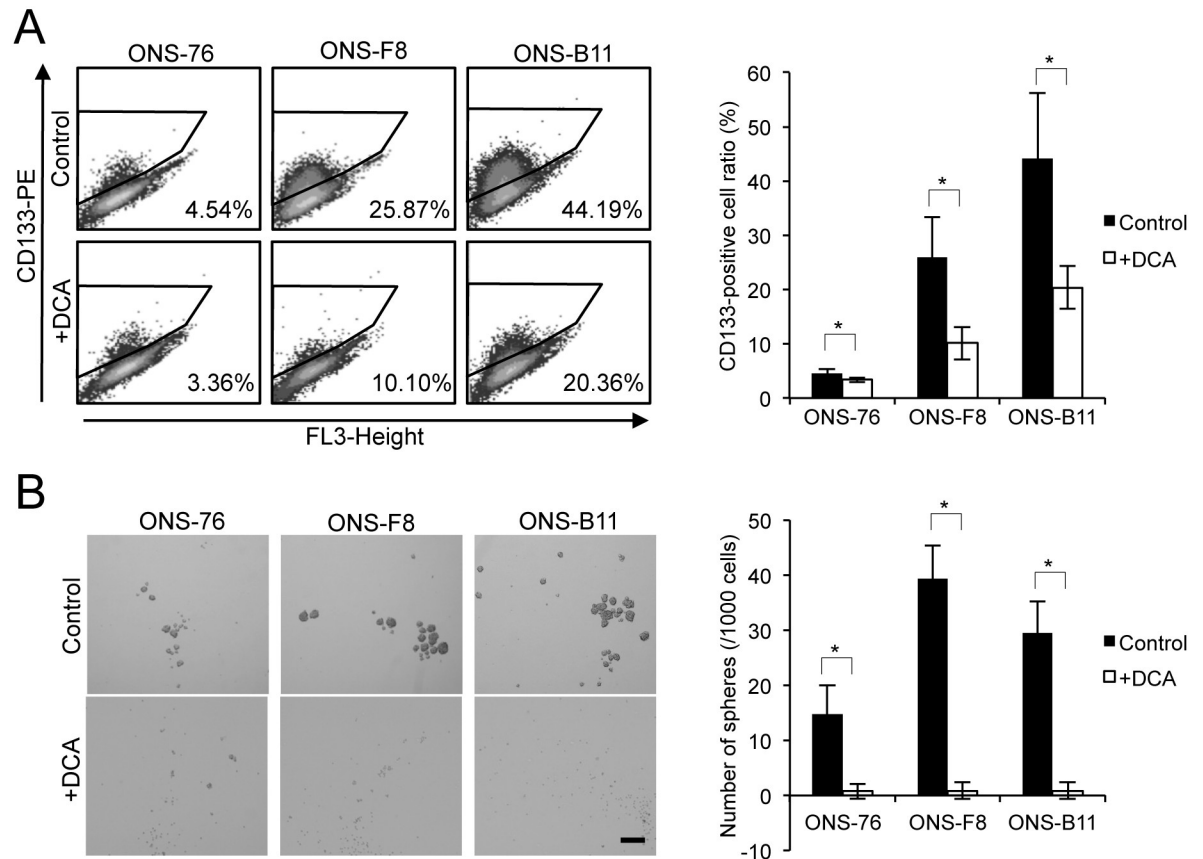 A
ONS-76
ONS-F8
ONS-B11
CD133-PE
Control
4.54%
25.87%
44.19%
+DCA
3.36%
10.10%
20.36%
FL3-Height
CD133-positive cell ratio (%)
60
50
40
30
20
10
0
*
*
*
ONS-76
ONS-F8
ONS-B11
Control
+DCA
B
ONS-76
ONS-F8
ONS-B11
Control
+DCA
Number of spheres (/1000 cells)
50
40
30
20
10
0
-10
*
*
*
ONS-76
ONS-F8
ONS-B11
Control
+DCA